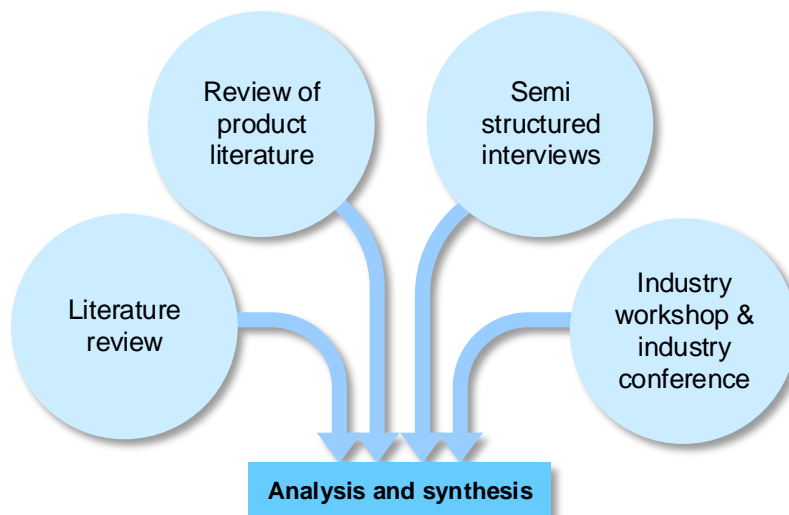 Review of
product
literature
Semi
structured
interviews
Literature
review
Industry
workshop &
industry
conference
Analysis and synthesis